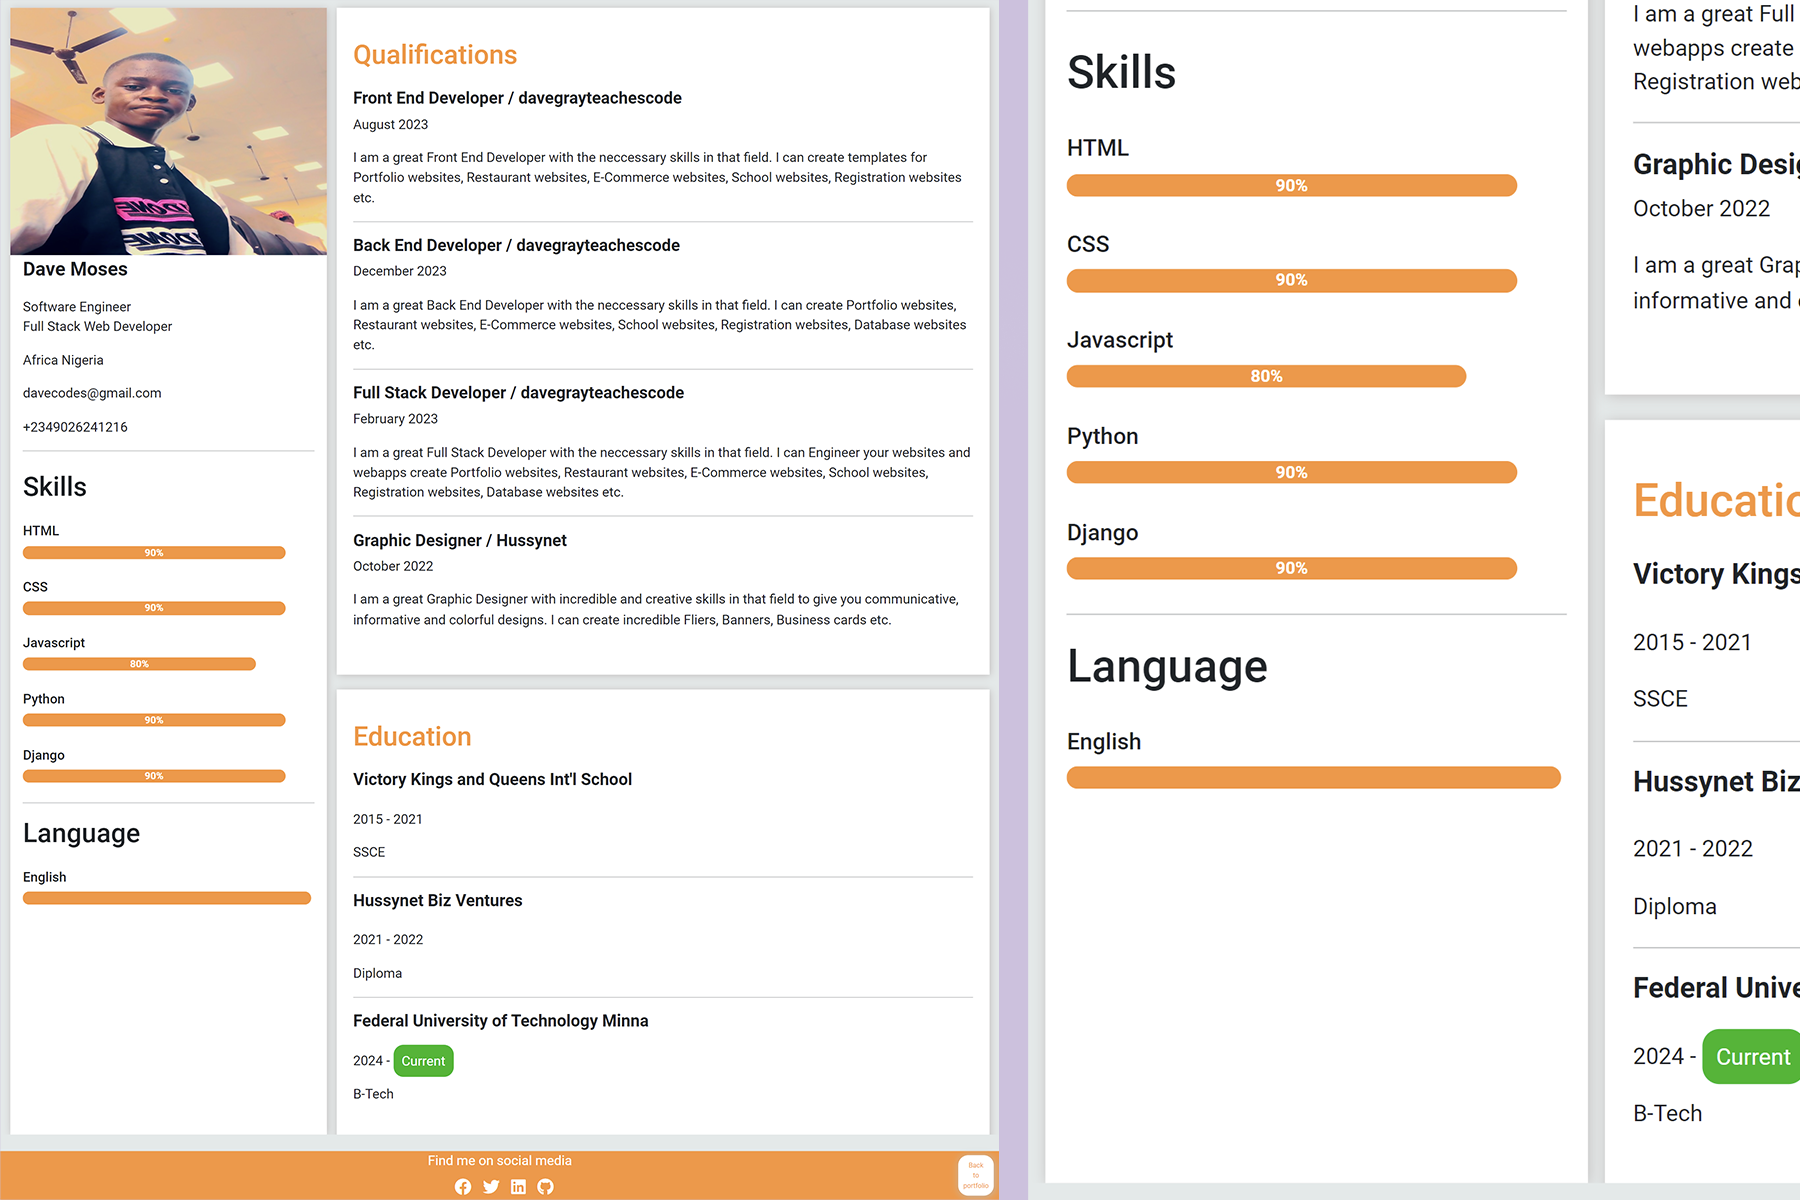 Dave Moses
Software Engineer
Full Stack Web Developer
Africa Nigeria
davecodes@gmail.com
+2349026241216
Skills
HTML
90%
CSS
90%
Javascript
80%
Python
90%
Django
90%
Language
English
Qualifications
Front End Developer / davegrayteachescode
August 2023
I am a great Front End Developer with the neccessary skills in that field. I can create templates for
Portfolio websites, Restaurant websites, E-Commerce websites, School websites, Registration websites
etc.
Back End Developer / davegrayteachescode
December 2023
I am a great Back End Developer with the neccessary skills in that field. I can create Portfolio websites,
Restaurant websites, E-Commerce websites, School websites, Registration websites, Database websites
etc.
Full Stack Developer / davegrayteachescode
February 2023
I am a great Full Stack Developer with the neccessary skills in that field. I can Engineer your websites and
webapps create Portfolio websites, Restaurant websites, E-Commerce websites, School websites,
Registration websites, Database websites etc.
Graphic Designer / Hussynet
October 2022
I am a great Graphic Designer with incredible and creative skills in that field to give you communicative,
informative and colorful designs. I can create incredible Fliers, Banners, Business cards etc.
Education
Victory Kings and Queens Int'l School
2015 - 2021
SSCE
Hussynet Biz Ventures
2021 - 2022
Diploma
Federal University of Technology Minna
2024 - Current
B-Tech
Find me on social media
Back
to
portfolio
Skills
HTML
90%
CSS
90%
Javascript
80%
Python
90%
Django
90%
Language
English
I am a great Full
webapps create
Registration web
Graphic Desig
October 2022
I am a great Grap
informative and
Educatio
Victory Kings
2015 - 2021
SSCE
Hussynet Biz
2021 - 2022
Diploma
Federal Unive
2024 - Current
B-Tech